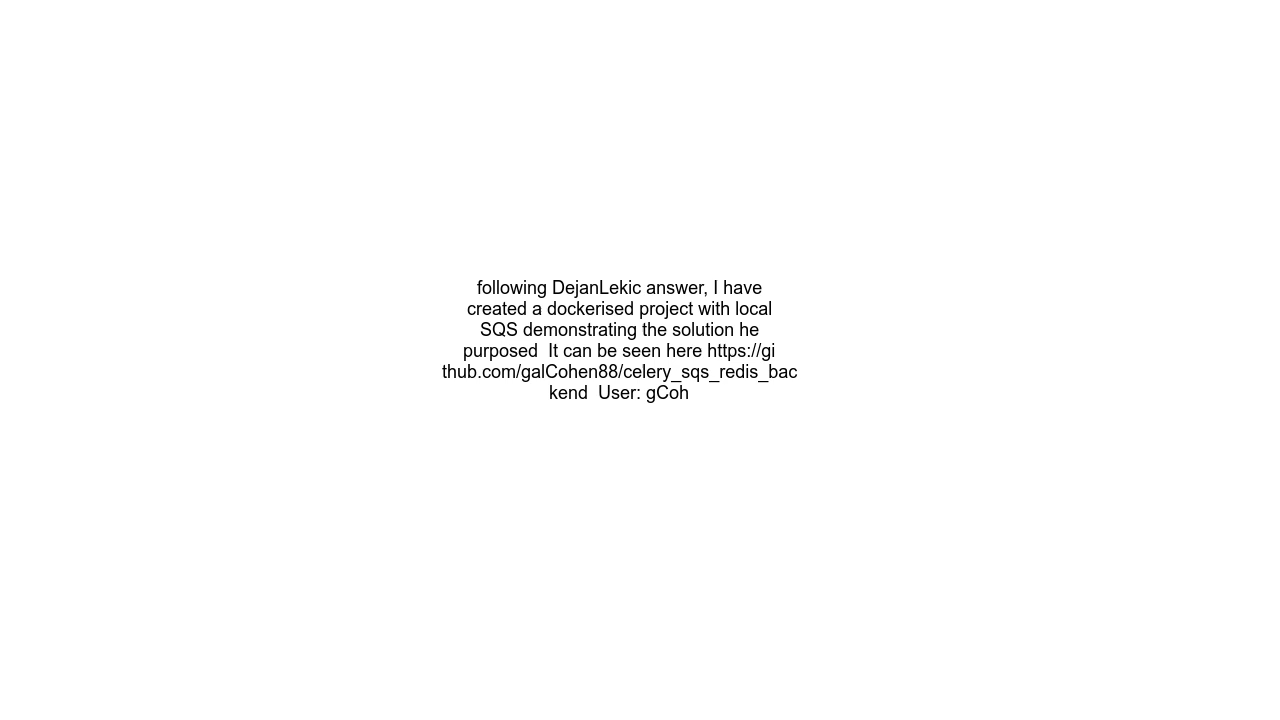 following DejanLekic answer, I have
created a dockerised project with local
SQS demonstrating the solution he
purposed  It can be seen here https://gi
thub.com/galCohen88/celery_sqs_redis_bac
kend  User: gCoh